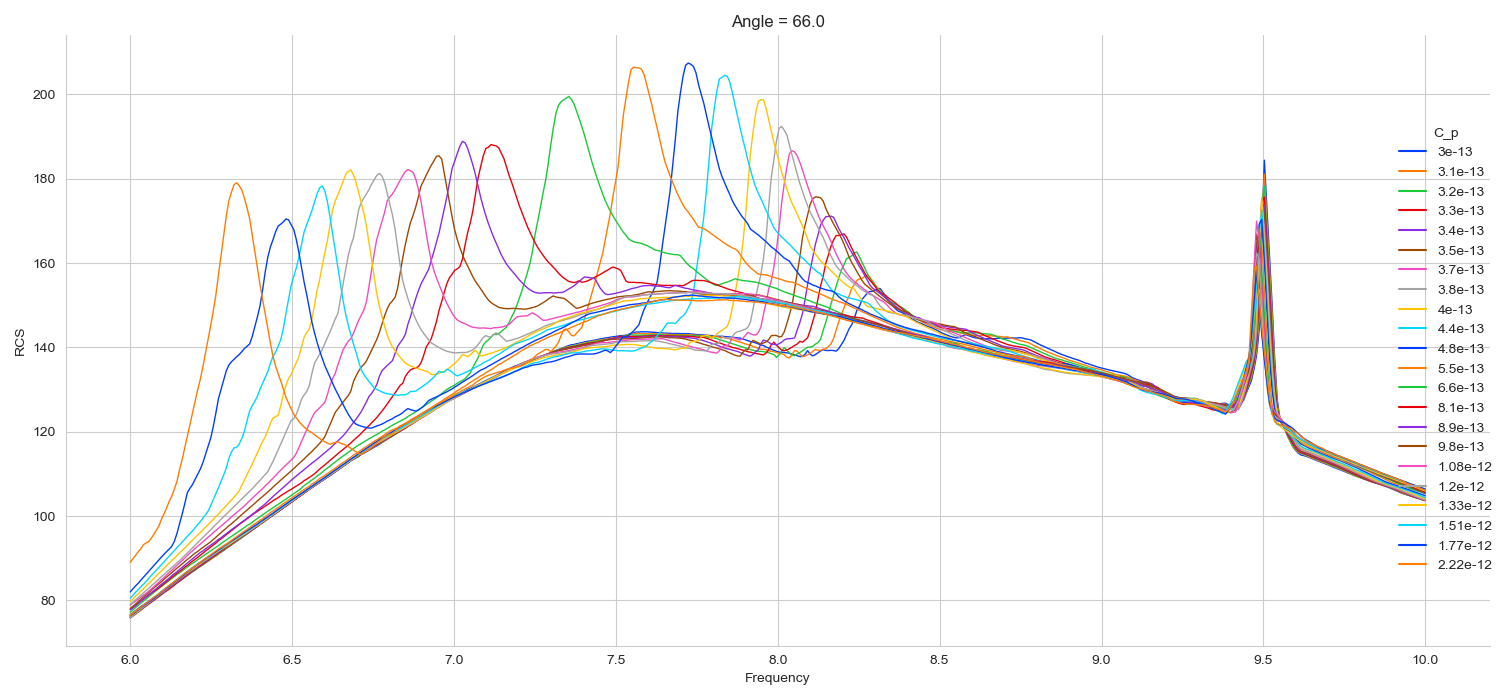 Angle = 66.0
RCS
200
180
160
140
120
100
80
6.0 6.5 7.0 7.5 8.0 8.5 9.0 9.5 10.0
Frequency
C_p
3e-13
3.1e-13
3.2e-13
3.3e-13
3.4e-13
3.5e-13
3.7e-13
3.8e-13
4e-13
4.4e-13
4.8e-13
5.5e-13
6.6e-13
8.1e-13
8.9e-13
9.8e-13
1.08e-12
1.2e-12
1.33e-12
1.51e-12
1.77e-12
2.22e-12